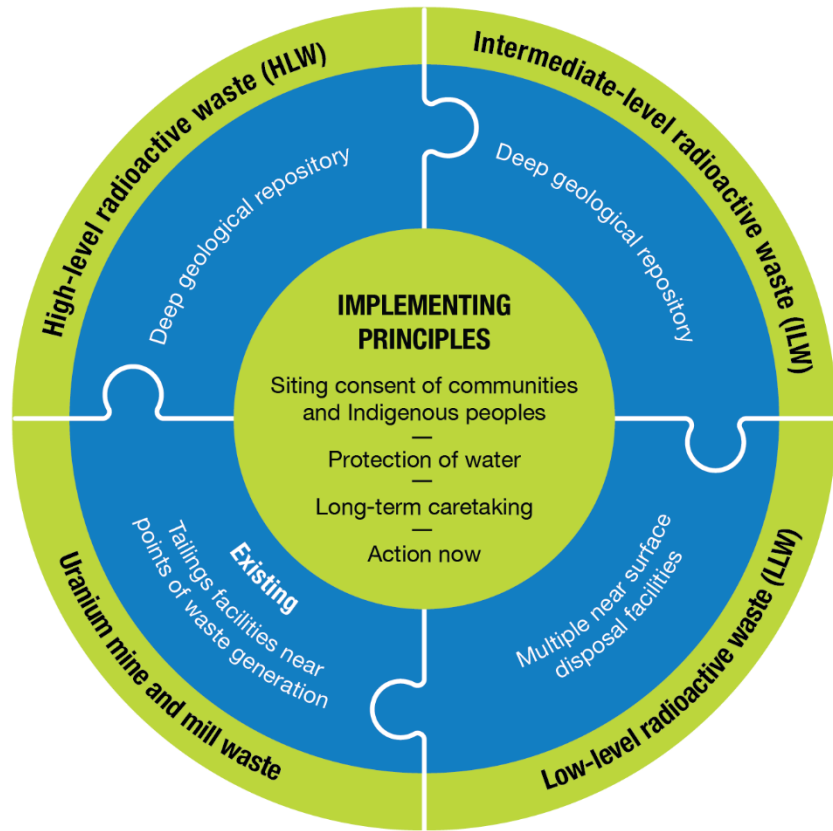 High-level radioactive waste (HLW)
Intermediate-level radioactive waste (ILW)
Deep geological repository
Deep geological repository
IMPLEMENTING
PRINCIPLES
Siting consent of communities
and Indigenous peoples
—
Protection of water
—
Long-term caretaking
—
Action now
Existing
Tailings facilities near
points of waste generation
Multiple near surface
disposal facilities
Uranium mine and mill waste
Low-level radioactive waste (LLW)